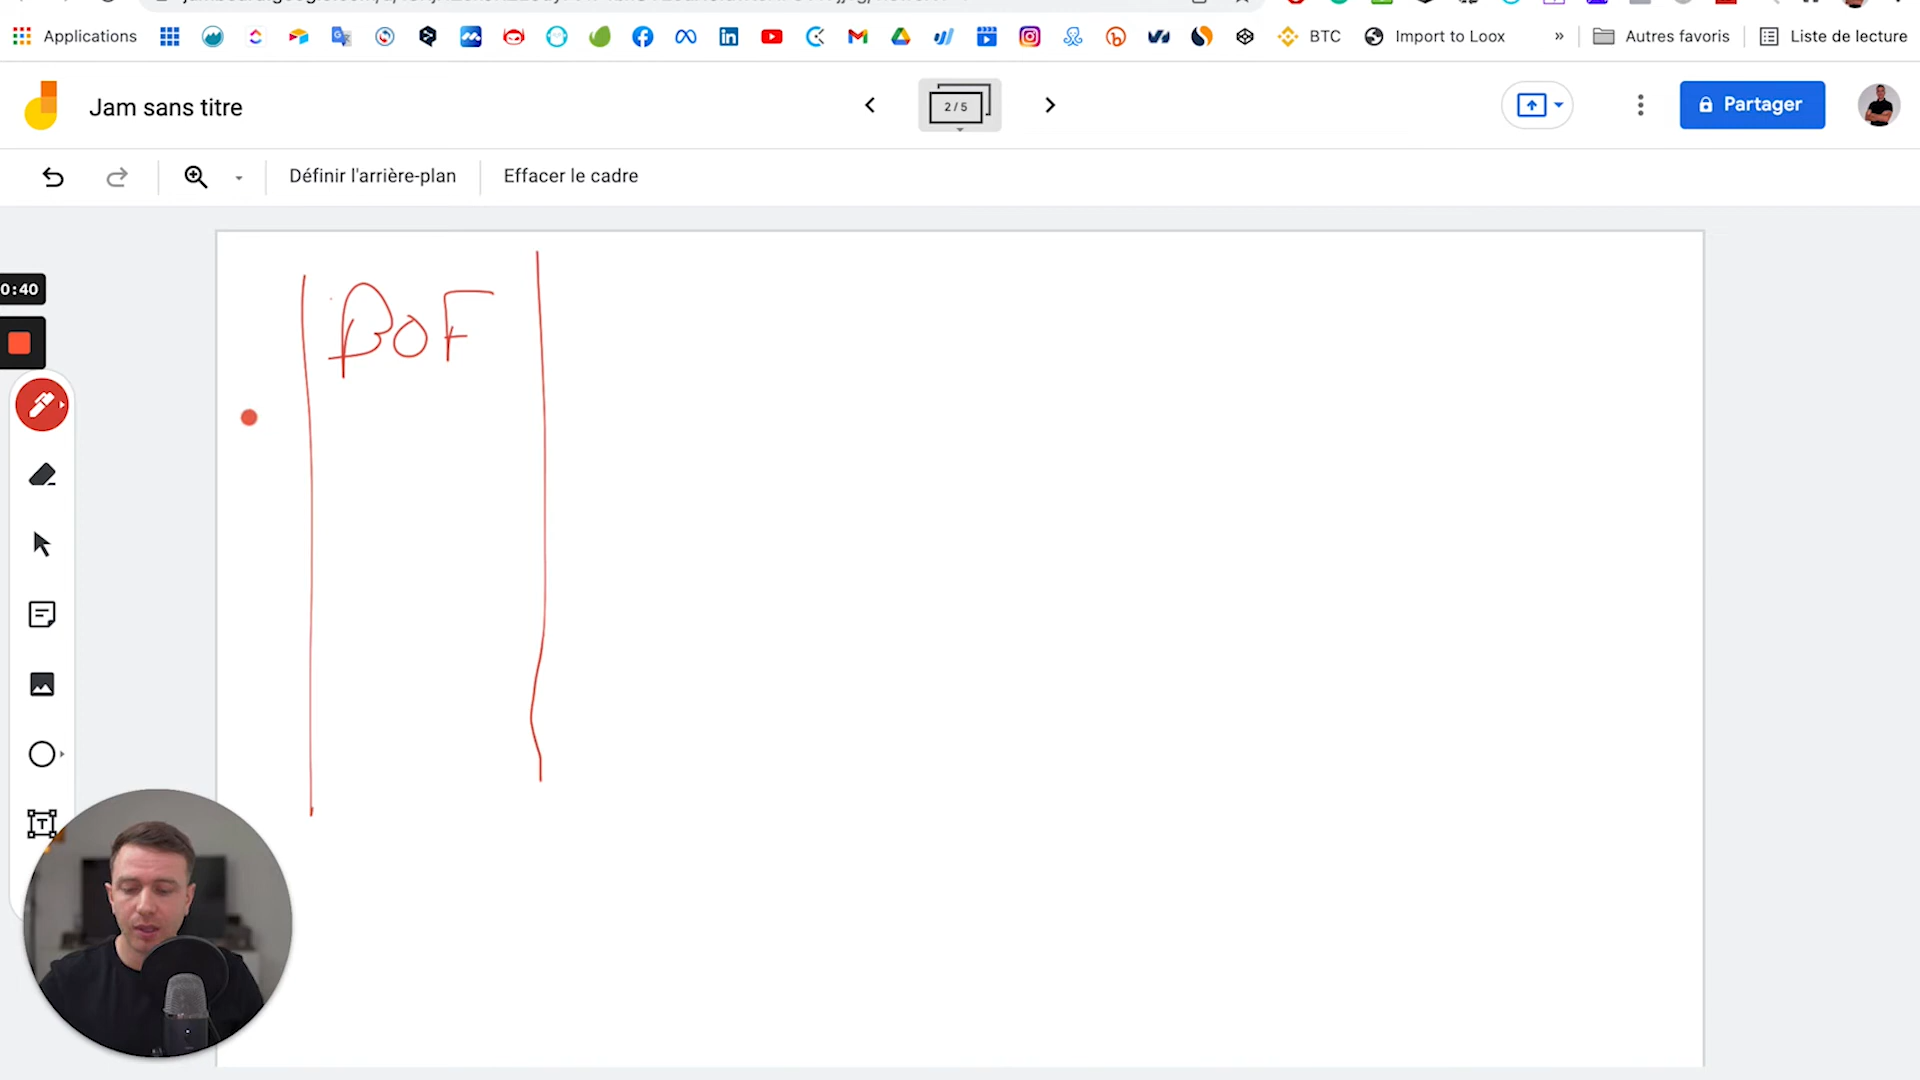 Applications
BTC
Import to Loox
»
Autres favoris
Liste de lecture
Jam sans titre
2 / 5
Partager
Définir l'arrière-plan
Effacer le cadre
0:40
BOF